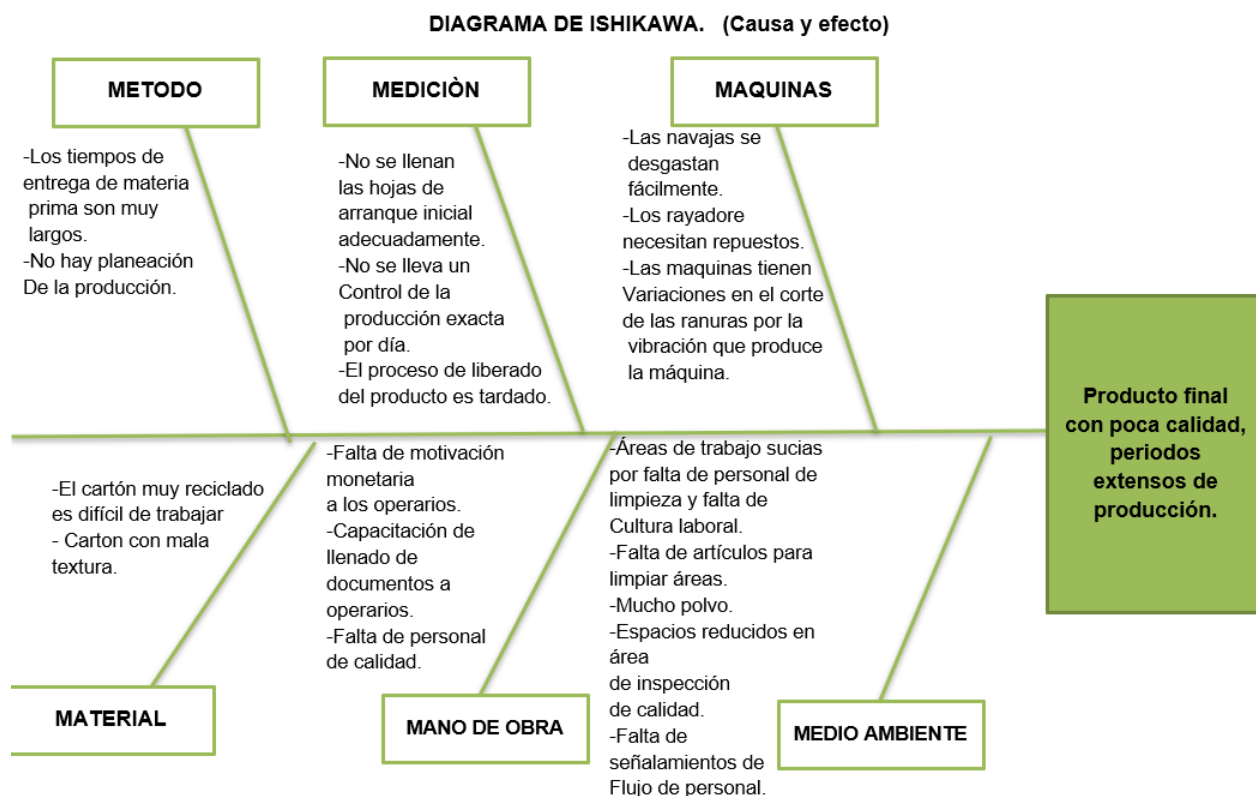 DIAGRAMA DE ISHIKAWA.   (Causa y efecto)
METODO
-Los tiempos de
entrega de materia
prima son muy
largos.
-No hay planeación
De la producción.
MEDICIÒN
-No se llenan
las hojas de
arranque inicial
adecuadamente.
-No se lleva un
Control de la
producción exacta
por día.
-El proceso de liberado
del producto es tardado.
MAQUINAS
-Las navajas se
desgastan
fácilmente.
-Los rayadore
necesitan repuestos.
-Las maquinas tienen
Variaciones en el corte
de las ranuras por la
vibración que produce
la máquina.
Producto final
con poca calidad,
periodos
extensos de
producción.
-El cartón muy reciclado
es difícil de trabajar
- Carton con mala
textura.
MATERIAL
-Falta de motivación
monetaria
a los operarios.
-Capacitación de
llenado de
documentos a
operarios.
-Falta de personal
de calidad.
MANO DE OBRA
-Áreas de trabajo sucias
por falta de personal de
limpieza y falta de
Cultura laboral.
-Falta de artículos para
limpiar áreas.
-Mucho polvo.
-Espacios reducidos en
área
de inspección
de calidad.
-Falta de
señalamientos de
Flujo de personal.
MEDIO AMBIENTE